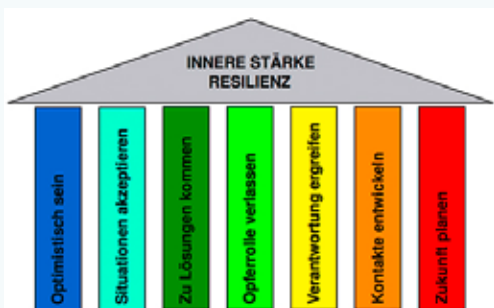 INNERE STÄRKE
RESILIENZ
Optimistisch sein
Situationen akzeptieren
Zu Lösungen kommen
Opferrolle verlassen
Verantwortung ergreifen
Kontakte entwickeln
Zukunft planen